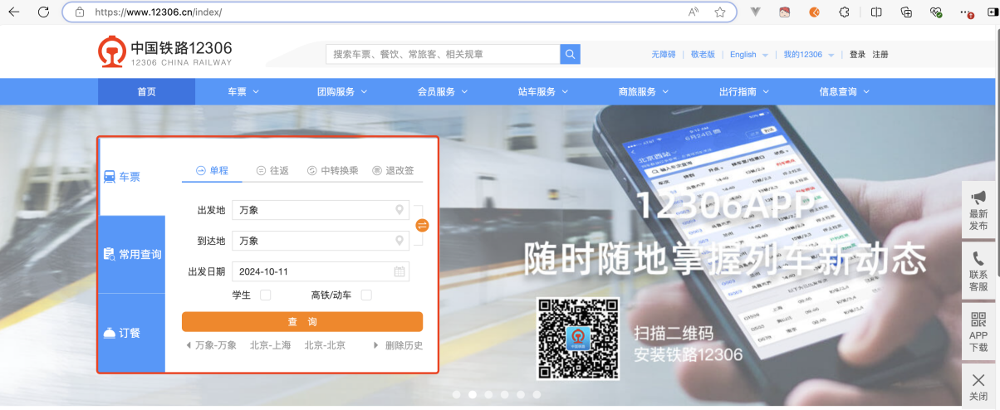 https://www.12306.cn/index/
中国铁路12306
12306 CHINA RAILWAY
搜索车票、餐饮、常旅客、相关规章
无障碍 | 敬老版 | English | 我的12306 | 登录 注册
首页 车票 团购服务 会员服务 站车服务 商旅服务 出行指南 信息查询
车票
常用查询
订餐
单程 往返 中转换乘 退改签
出发地 万象
到达地 万象
出发日期 2024-10-11
学生 高铁/动车
查 询
万象-万象 北京-上海 北京-北京 删除历史
12306APP
随时随地掌握列车新动态
扫描二维码
安装铁路12306
最新
发布
联系
客服
APP
下载
关闭